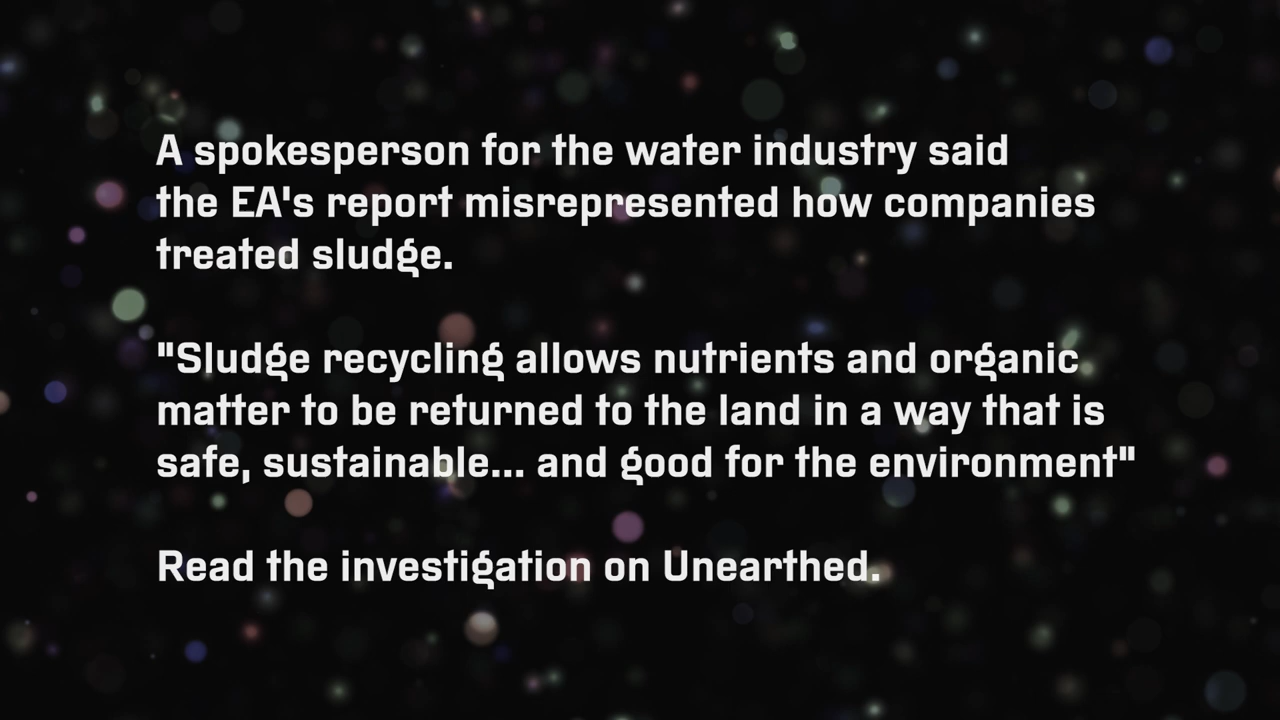 A spokesperson for the water industry said
the EA's report misrepresented how companies
treated sludge.
"Sludge recycling allows nutrients and organic
matter to be returned to the land in a way that is
safe, sustainable... and good for the environment"
Read the investigation on Unearthed.